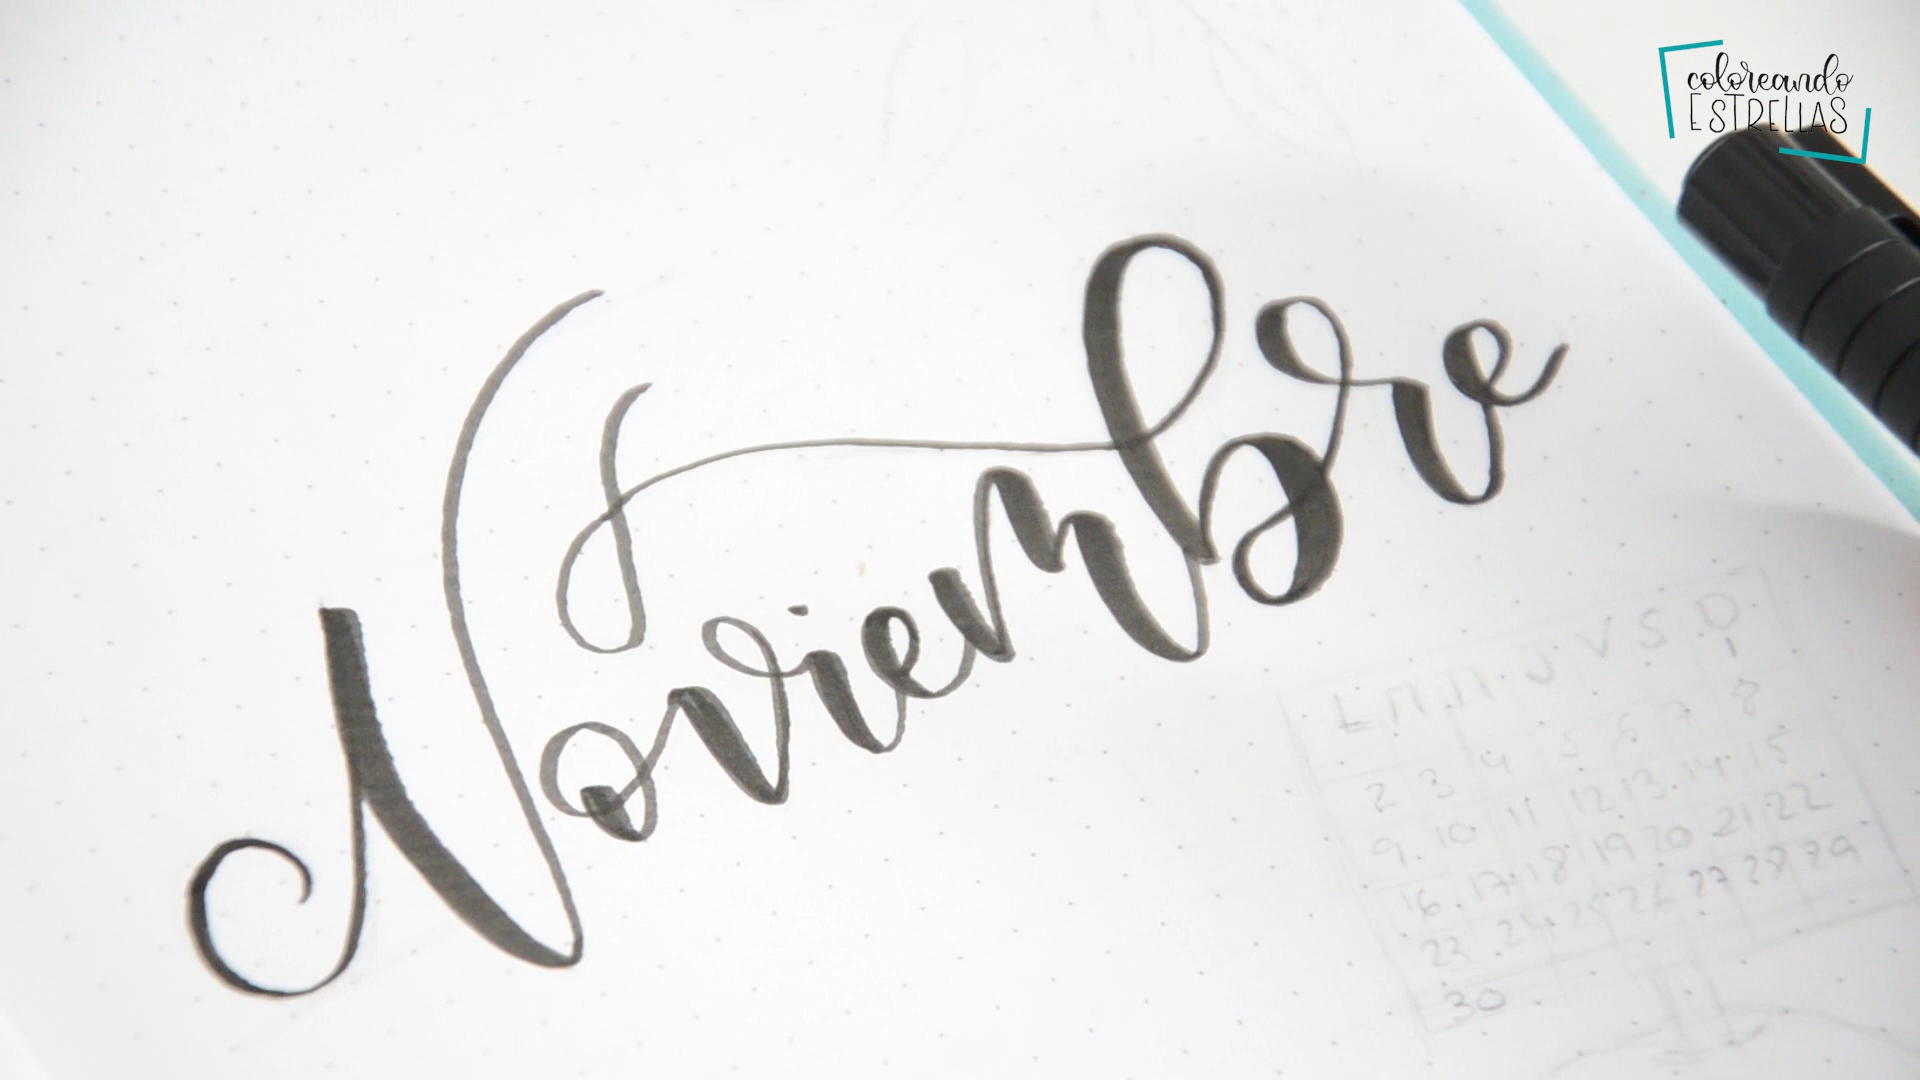 coloreando
ESTRELLAS
Noviembre
L M M J V S D
1
2 3 4 5 6 7 8
9 10 11 12 13 14 15
16 17 18 19 20 21 22
23 24 25 26 27 28 29
30